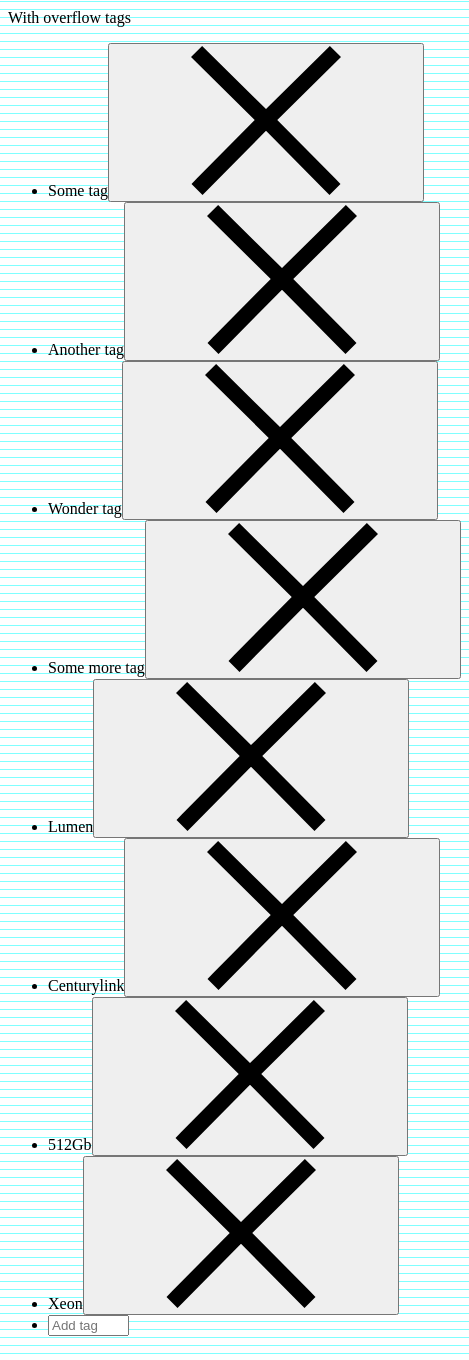 With overflow tags
Some tag
Another tag
Wonder tag
Some more tag
Lumen
Centurylink
512Gb
Xeon
Add tag